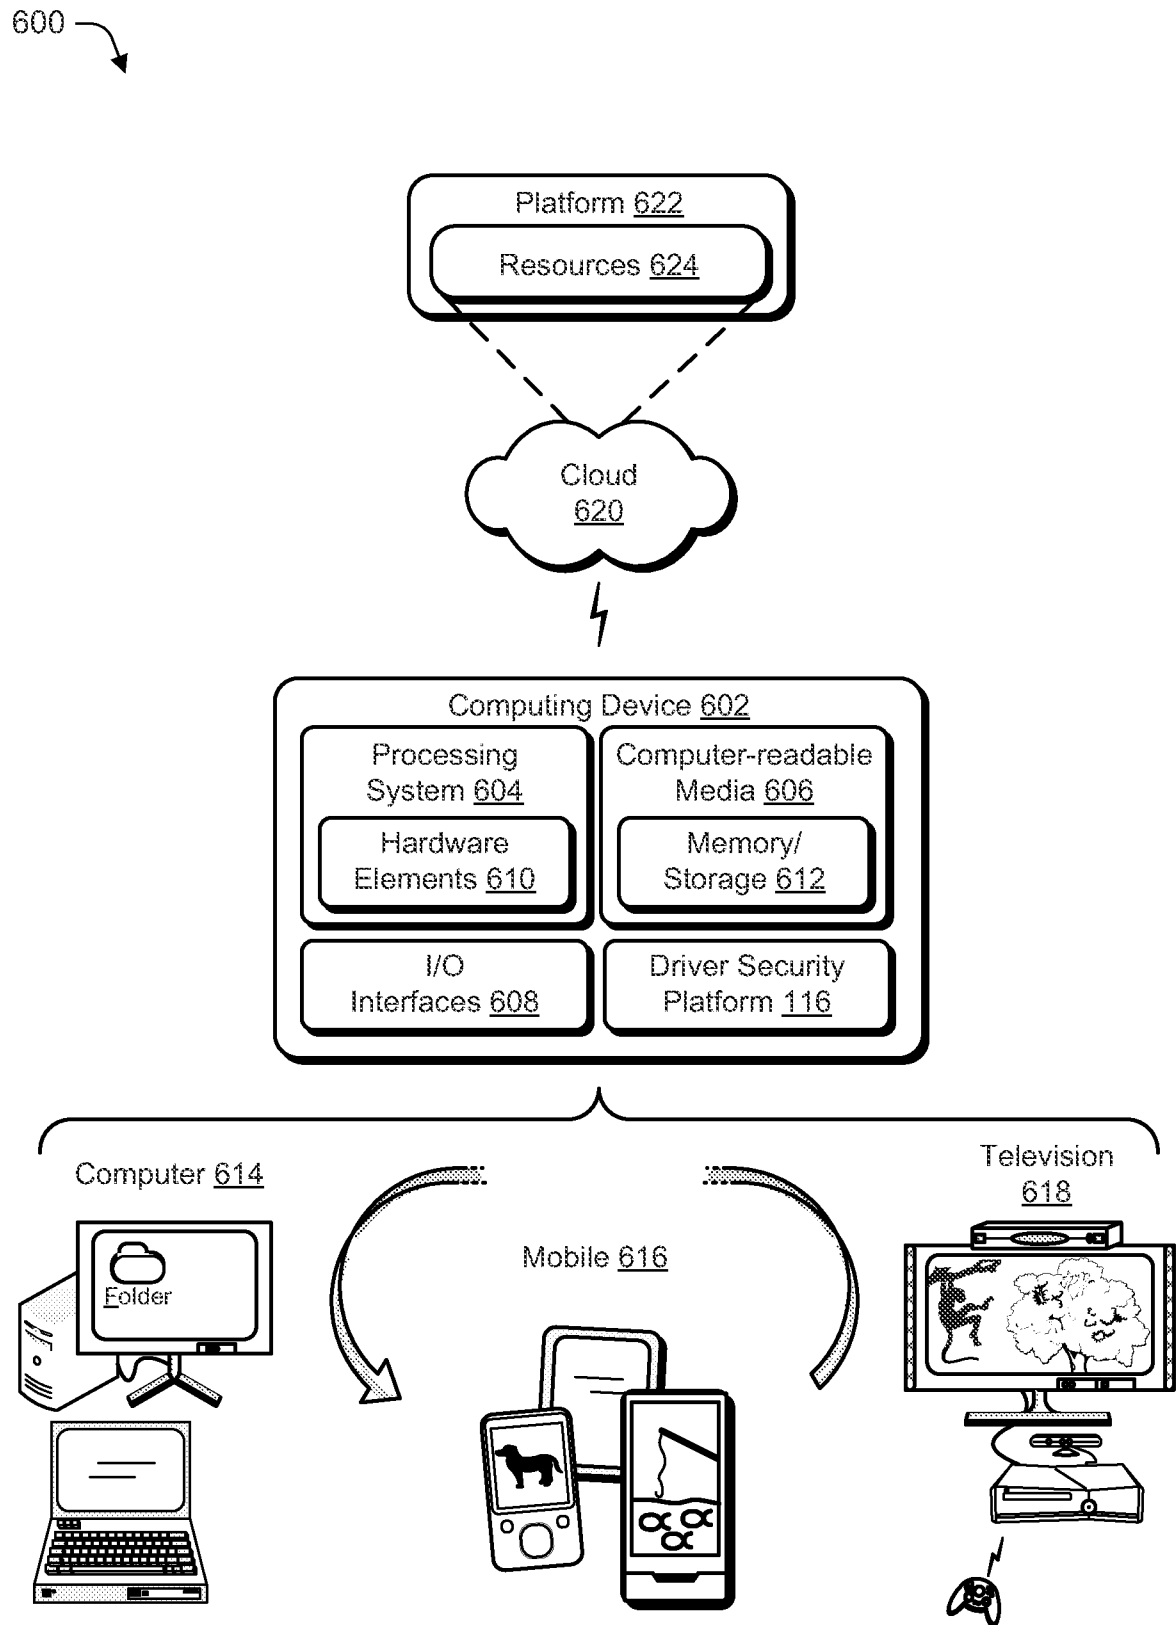 600
Platform 622
Resources 624
Cloud
620
Computing Device 602
Processing
System 604
Hardware
Elements 610
Computer-readable
Media 606
Memory/
Storage 612
I/O
Interfaces 608
Driver Security
Platform 116
Computer 614
Folder
Mobile 616
Television
618